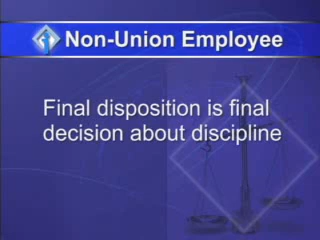 Non-Union Employee
Final disposition is final
decision about discipline